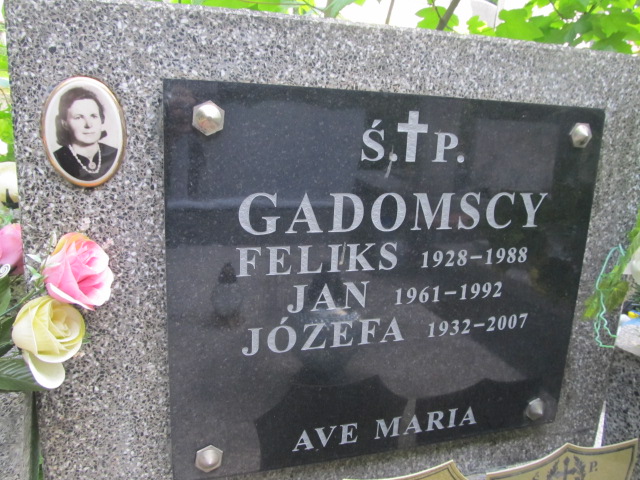 Ś.†P.
GADOMSCY
FELIKS 1928-1988
JAN 1961-1992
JÓZEFA 1932-2007
AVE MARIA
P.